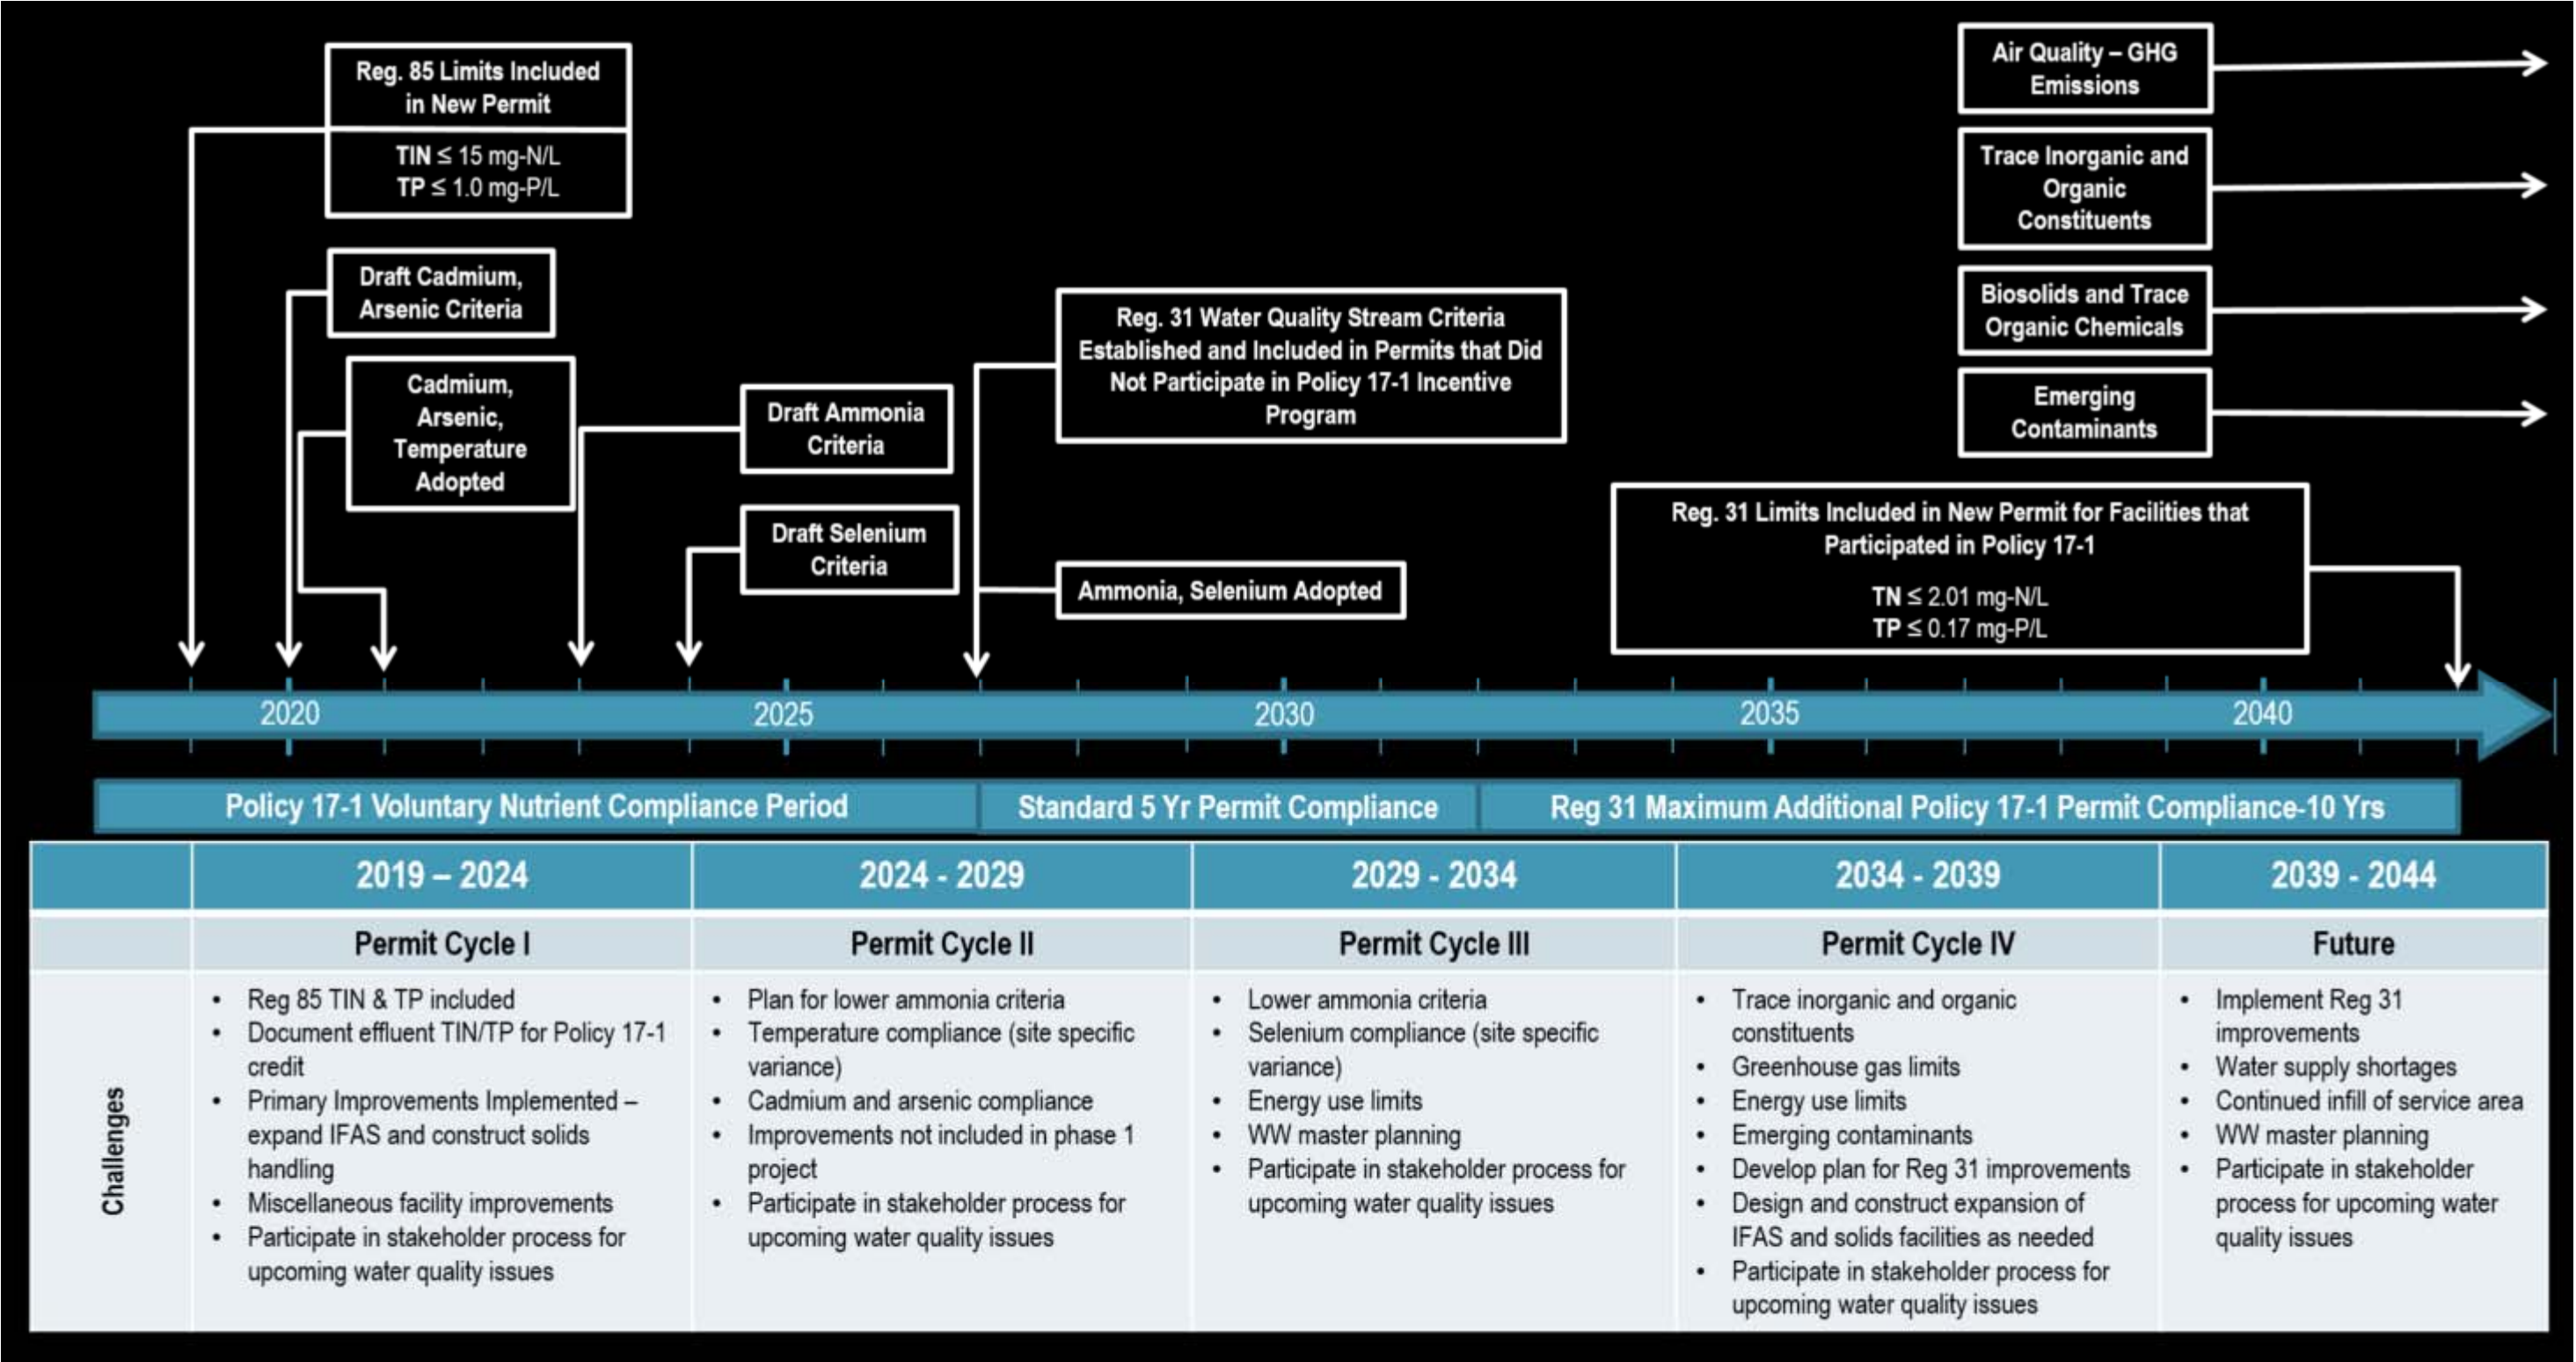 Reg. 85 Limits Included
in New Permit
TIN ≤ 15 mg-N/L
TP ≤ 1.0 mg-P/L
Draft Cadmium,
Arsenic Criteria
Cadmium,
Arsenic,
Temperature
Adopted
Draft Ammonia
Criteria
Draft Selenium
Criteria
Reg. 31 Water Quality Stream Criteria
Established and Included in Permits that Did
Not Participate in Policy 17-1 Incentive
Program
Ammonia, Selenium Adopted
Air Quality – GHG
Emissions
Trace Inorganic and
Organic
Constituents
Biosolids and Trace
Organic Chemicals
Emerging
Contaminants
Reg. 31 Limits Included in New Permit for Facilities that
Participated in Policy 17-1
TN ≤ 2.01 mg-N/L
TP ≤ 0.17 mg-P/L
2020
2025
2030
2035
2040
Policy 17-1 Voluntary Nutrient Compliance Period
Standard 5 Yr Permit Compliance
Reg 31 Maximum Additional Policy 17-1 Permit Compliance-10 Yrs
2019 – 2024
2024 - 2029
2029 - 2034
2034 - 2039
2039 - 2044
Permit Cycle I
Permit Cycle II
Permit Cycle III
Permit Cycle IV
Future
Challenges
• Reg 85 TIN & TP included
• Document effluent TIN/TP for Policy 17-1
credit
• Primary Improvements Implemented –
expand IFAS and construct solids
handling
• Miscellaneous facility improvements
• Participate in stakeholder process for
upcoming water quality issues
• Plan for lower ammonia criteria
• Temperature compliance (site specific
variance)
• Cadmium and arsenic compliance
• Improvements not included in phase 1
project
• Participate in stakeholder process for
upcoming water quality issues
• Lower ammonia criteria
• Selenium compliance (site specific
variance)
• Energy use limits
• WW master planning
• Participate in stakeholder process for
upcoming water quality issues
• Trace inorganic and organic
constituents
• Greenhouse gas limits
• Energy use limits
• Emerging contaminants
• Develop plan for Reg 31 improvements
• Design and construct expansion of
IFAS and solids facilities as needed
• Participate in stakeholder process for
upcoming water quality issues
• Implement Reg 31
improvements
• Water supply shortages
• Continued infill of service area
• WW master planning
• Participate in stakeholder
process for upcoming water
quality issues